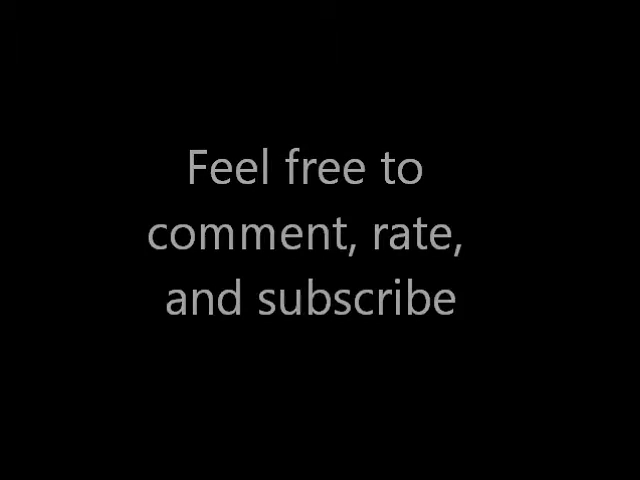 Feel free to
comment, rate,
and subscribe